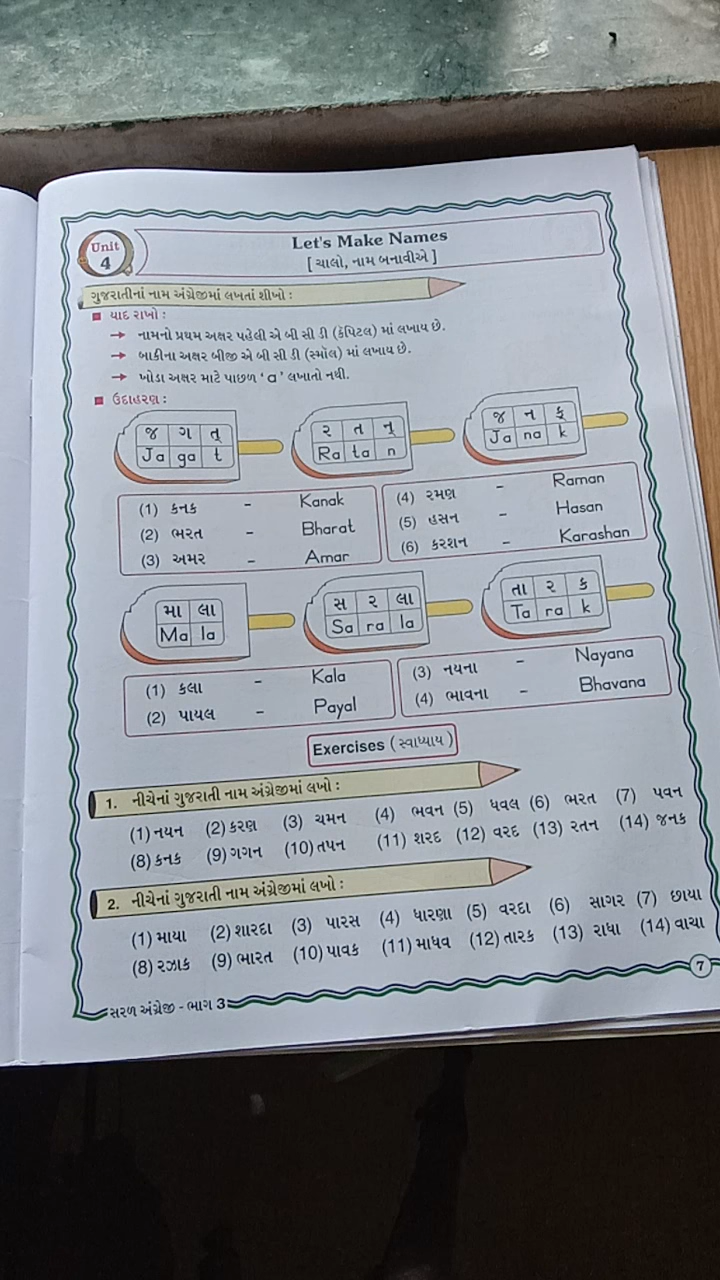 Unit 4
Let's Make Names
[ ચાલો, નામ બનાવીએ ]
ગુજરાતીનાં નામ અંગ્રેજીમાં લખતાં શીખો :
યાદ રાખો :
→ નામનો પ્રથમ અક્ષર પહેલી એ બી સી ડી (કૅપિટલ) માં લખાય છે.
→ બાકીના અક્ષર બીજી એ બી સી ડી (સ્મૉલ) માં લખાય છે.
→ ખોડા અક્ષર માટે પાછળ ‘a’ લખાતો નથી.
ઉદાહરણ :
જ ગ ત્ ર ત ન્ જ ન ક્
Ja ga t Ra ta n Ja na k
(1) કનક - Kanak (4) રમણ - Raman
(2) ભરત - Bharat (5) હસન - Hasan
(3) અમર - Amar (6) કરશન - Karashan
મા લા સ ર લા તા ર ક
Ma la Sa ra la Ta ra k
(1) કલા - Kala (3) નયના - Nayana
(2) પાયલ - Payal (4) ભાવના - Bhavana
Exercises (સ્વાધ્યાય)
1. નીચેનાં ગુજરાતી નામ અંગ્રેજીમાં લખો :
(1) નયન (2) કરણ (3) ચમન (4) ભવન (5) ધવલ (6) ભરત (7) પવન
(8) કનક (9) ગગન (10) તપન (11) શરદ (12) વરદ (13) રતન (14) જનક
2. નીચેનાં ગુજરાતી નામ અંગ્રેજીમાં લખો :
(1) માયા (2) શારદા (3) પારસ (4) ધારણા (5) વરદા (6) સાગર (7) છાયા
(8) રઝાક (9) ભારત (10) પાવક (11) માધવ (12) તારક (13) રાધા (14) વાચા
સરળ અંગ્રેજી - ભાગ 3
7